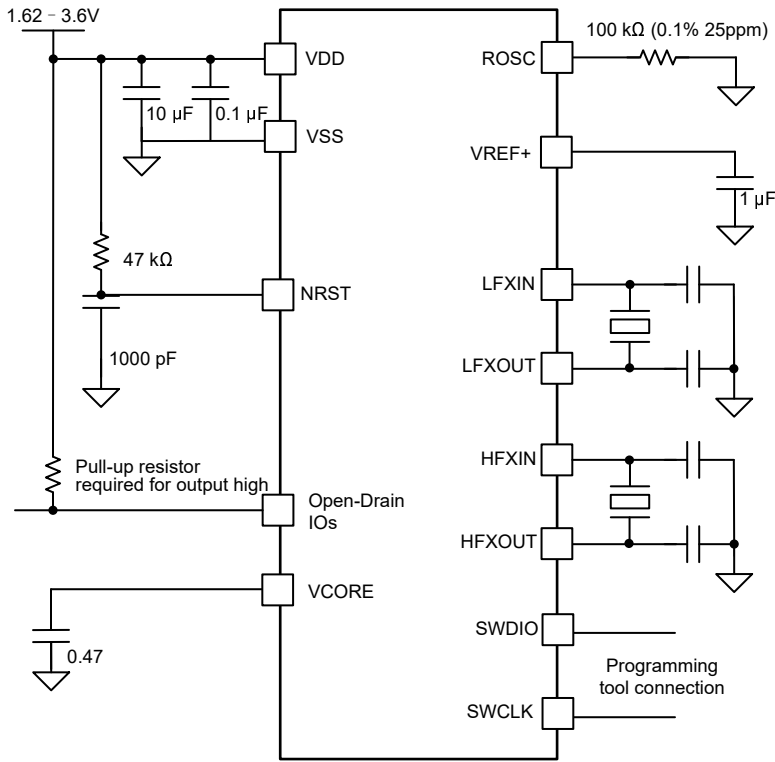 1.62 - 3.6V
VDD
10 µF
0.1 µF
VSS
47 kΩ
NRST
1000 pF
Pull-up resistor
required for output high
Open-Drain
IOs
VCORE
0.47
100 kΩ (0.1% 25ppm)
ROSC
VREF+
1 µF
LFXIN
LFXOUT
HFXIN
HFXOUT
SWDIO
Programming
tool connection
SWCLK